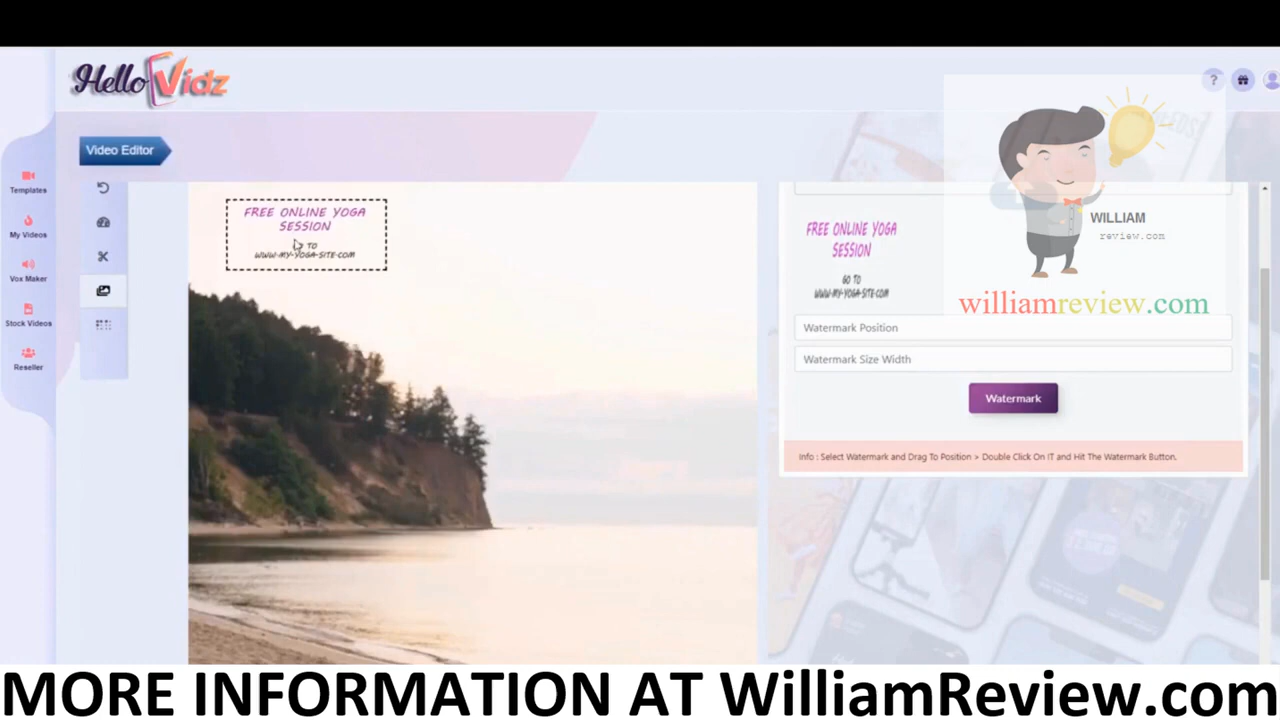 HelloVidz
?
Video Editor
Templates
My Videos
Vox Maker
Stock Videos
Reseller
FREE ONLINE YOGA
SESSION
TO
WWW-MY-YOGA-SITE-COM
FREE ONLINE YOGA
SESSION
GO TO
WWW-MY-YOGA-SITE-COM
WILLIAM
review.com
williamreview.com
Watermark Position
Watermark Size Width
Watermark
Info : Select Watermark and Drag To Position > Double Click On IT and Hit The Watermark Button.
MORE INFORMATION AT WilliamReview.com